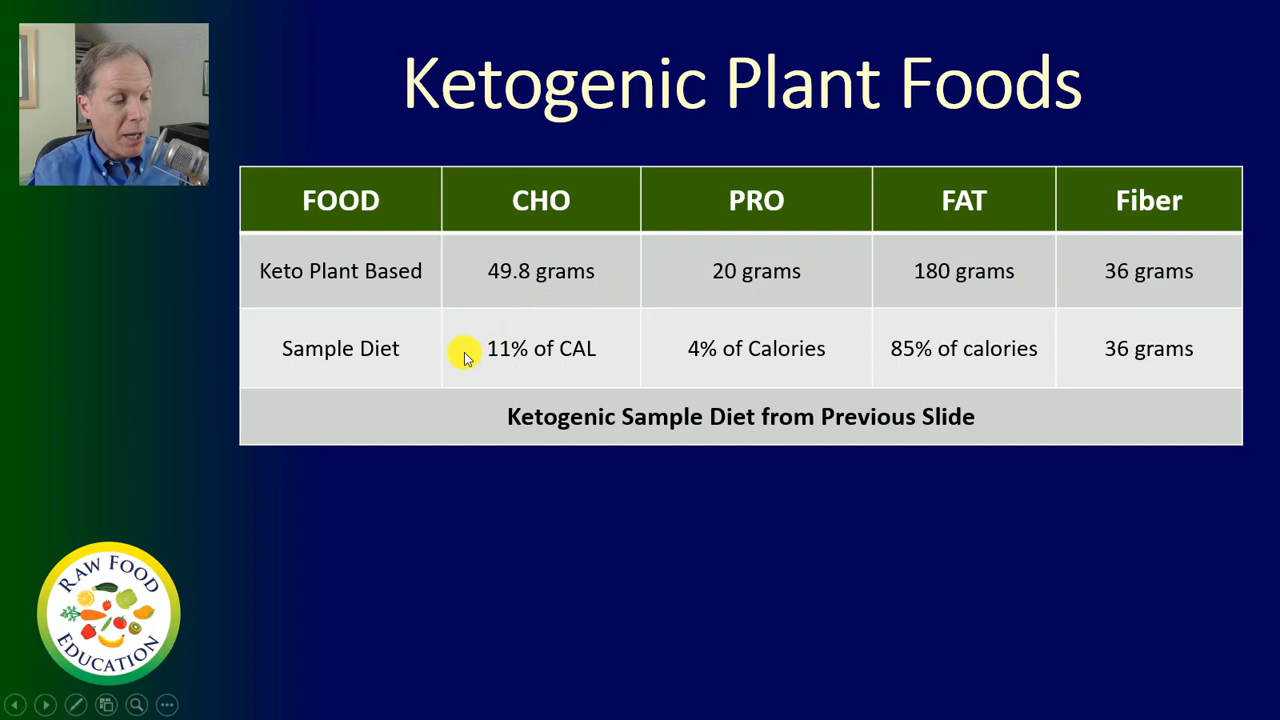 Ketogenic Plant Foods
FOOD CHO PRO FAT Fiber
Keto Plant Based 49.8 grams 20 grams 180 grams 36 grams
Sample Diet 11% of CAL 4% of Calories 85% of calories 36 grams
Ketogenic Sample Diet from Previous Slide
RAW FOOD
EDUCATION